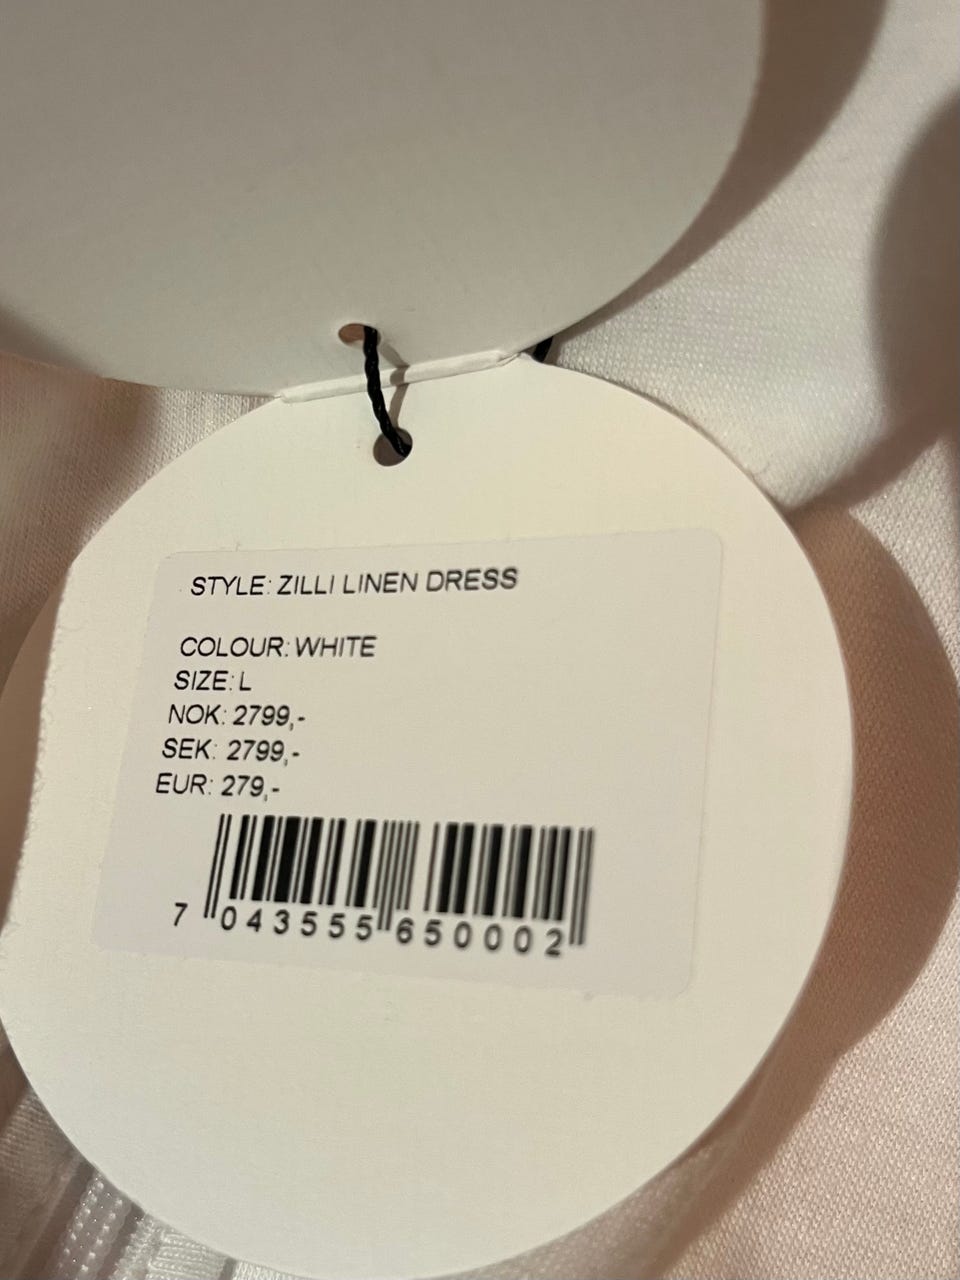 STYLE: ZILLI LINEN DRESS
COLOUR: WHITE
SIZE: L
NOK: 2799,-
SEK: 2799,-
EUR: 279,-
7 043555 650002